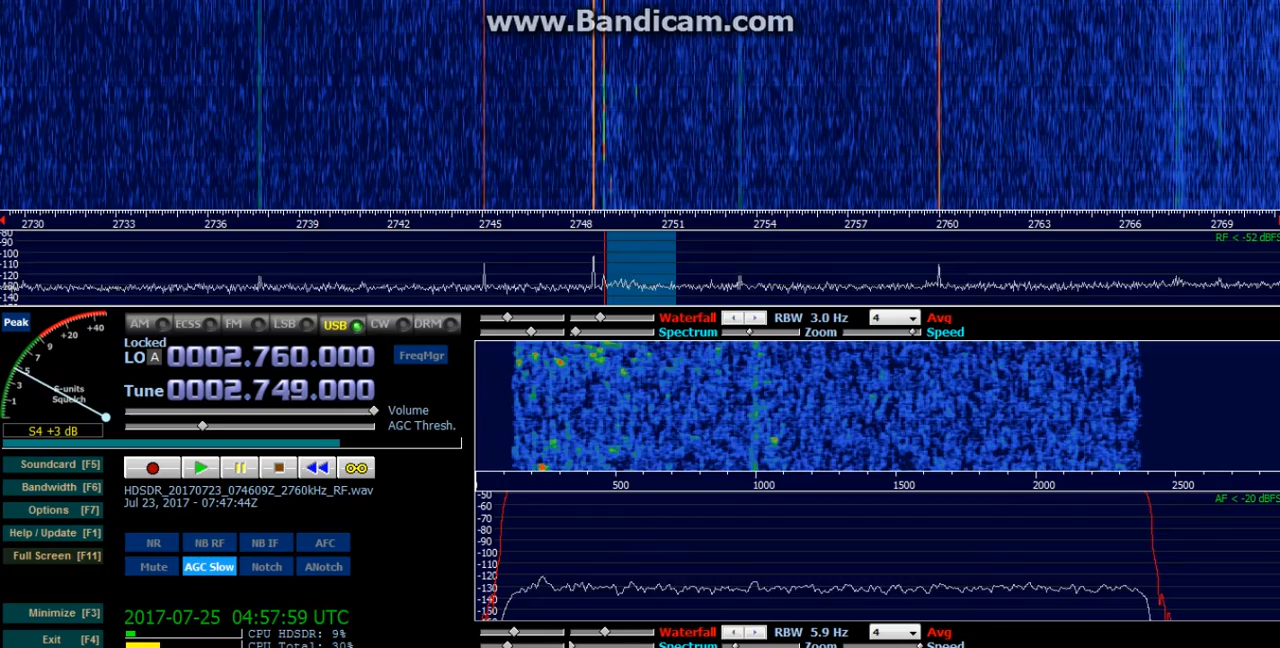 www.Bandicam.com
2730 2733 2736 2739 2742 2745 2748 2751 2754 2757 2760 2763 2766 2769
-80
-90
-100
-110
-120
-130
-140
RF < -52 dBFS
Peak
+40
+20
9
7
5
3
1
S-units
Squelch
S4 +3 dB
AM ECSS FM LSB USB CW DRM
Locked
LO A 0002.760.000 FreqMgr
Tune 0002.749.000
Volume
AGC Thresh.
Waterfall RBW 3.0 Hz 4 Avg
Spectrum Zoom Speed
Soundcard [F5]
Bandwidth [F6]
Options [F7]
Help / Update [F1]
Full Screen [F11]
HDSDR_20170723_074609Z_2760kHz_RF.wav
Jul 23, 2017 - 07:47:44Z
NR NB RF NB IF AFC
Mute AGC Slow Notch ANotch
Minimize [F3]
Exit [F4]
2017-07-25 04:57:59 UTC
CPU HDSDR: 9%
CPU Total: 30%
500 1000 1500 2000 2500
-50
-60
-70
-80
-90
-100
-110
-120
-130
-140
-150
AF < -20 dBFS
Waterfall RBW 5.9 Hz 4 Avg
Spectrum Zoom Speed